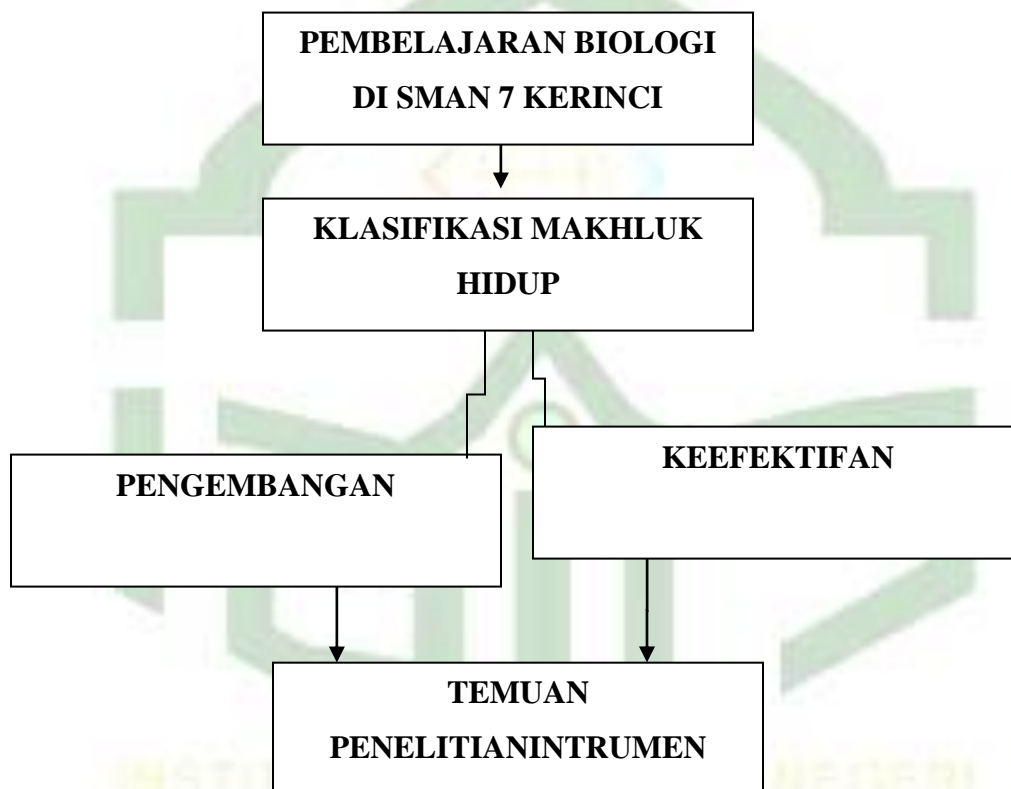 PEMBELAJARAN BIOLOGI
DI SMAN 7 KERINCI
KLASIFIKASI MAKHLUK
HIDUP
PENGEMBANGAN
KEEFEKTIFAN
TEMUAN
PENELITIANINTRUMEN